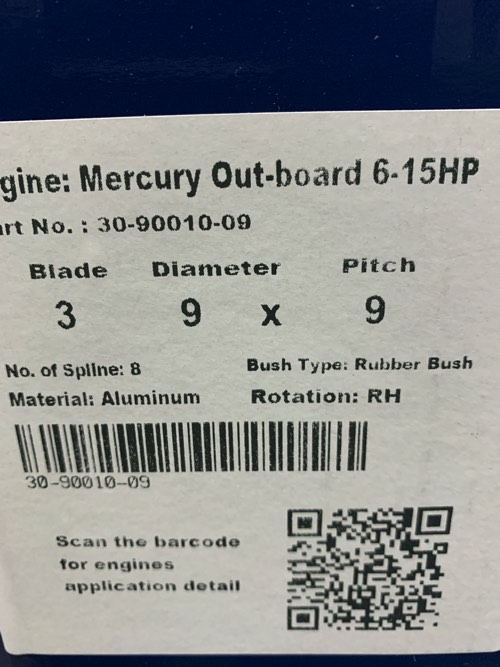 gine: Mercury Out-board 6-15HP
art No. : 30-90010-09
Blade Diameter Pitch
3 9 x 9
No. of Spline: 8 Bush Type: Rubber Bush
Material: Aluminum Rotation: RH
30-90010-09
Scan the barcode
for engines
application detail